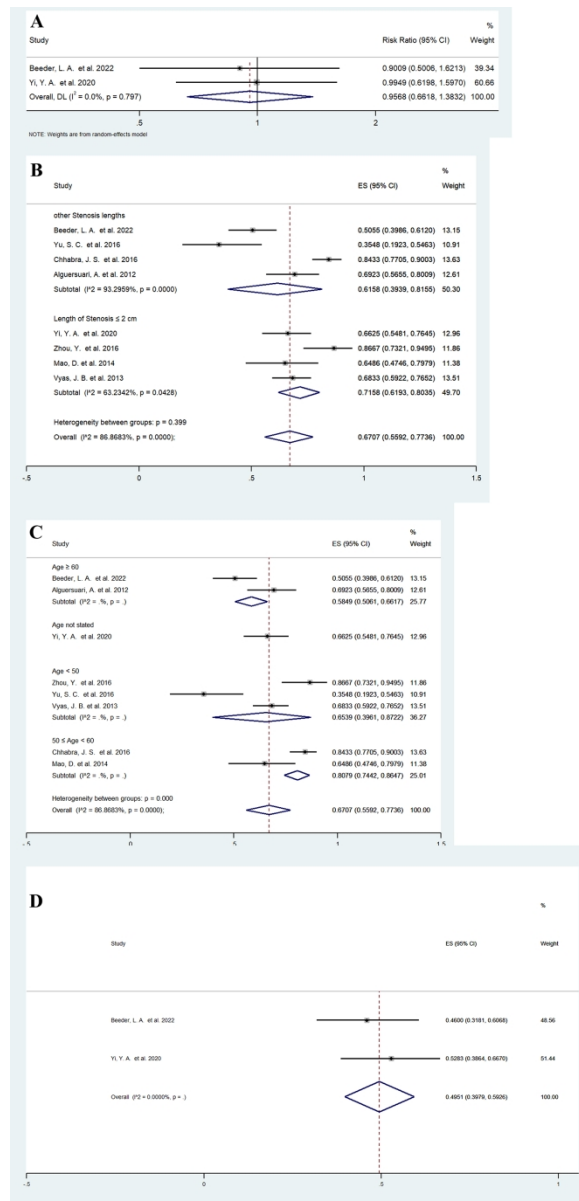 A
%
Study Risk Ratio (95% CI) Weight
Beeder, L. A. et al. 2022 0.9009 (0.5006, 1.6213) 39.34
Yi, Y. A. et al. 2020 0.9949 (0.6198, 1.5970) 60.66
Overall, DL (I² = 0.0%, p = 0.797) 0.9568 (0.6618, 1.3832) 100.00
.5 1 2
NOTE: Weights are from random-effects model
B
%
Study ES (95% CI) Weight
other Stenosis lengths
Beeder, L. A. et al. 2022 0.5055 (0.3986, 0.6120) 13.15
Yu, S. C. et al. 2016 0.3548 (0.1923, 0.5463) 10.91
Chhabra, J. S. et al. 2016 0.8433 (0.7705, 0.9003) 13.63
Alguersuari, A. et al. 2012 0.6923 (0.5655, 0.8009) 12.61
Subtotal (I^2 = 93.2959%, p = 0.0000) 0.6158 (0.3939, 0.8155) 50.30
Length of Stenosis ≤ 2 cm
Yi, Y. A. et al. 2020 0.6625 (0.5481, 0.7645) 12.96
Zhou, Y. et al. 2016 0.8667 (0.7321, 0.9495) 11.86
Mao, D. et al. 2014 0.6486 (0.4746, 0.7979) 11.38
Vyas, J. B. et al. 2013 0.6833 (0.5922, 0.7652) 13.51
Subtotal (I^2 = 63.2342%, p = 0.0428) 0.7158 (0.6193, 0.8035) 49.70
Heterogeneity between groups: p = 0.399
Overall (I^2 = 86.8683%, p = 0.0000); 0.6707 (0.5592, 0.7736) 100.00
-.5 0 .5 1 1.5
C
%
Study ES (95% CI) Weight
Age ≥ 60
Beeder, L. A. et al. 2022 0.5055 (0.3986, 0.6120) 13.15
Alguersuari, A. et al. 2012 0.6923 (0.5655, 0.8009) 12.61
Subtotal (I^2 = .%, p = .) 0.5849 (0.5061, 0.6617) 25.77
Age not stated
Yi, Y. A. et al. 2020 0.6625 (0.5481, 0.7645) 12.96
Age < 50
Zhou, Y. et al. 2016 0.8667 (0.7321, 0.9495) 11.86
Yu, S. C. et al. 2016 0.3548 (0.1923, 0.5463) 10.91
Vyas, J. B. et al. 2013 0.6833 (0.5922, 0.7652) 13.51
Subtotal (I^2 = .%, p = .) 0.6539 (0.3961, 0.8722) 36.27
50 ≤ Age < 60
Chhabra, J. S. et al. 2016 0.8433 (0.7705, 0.9003) 13.63
Mao, D. et al. 2014 0.6486 (0.4746, 0.7979) 11.38
Subtotal (I^2 = .%, p = .) 0.8079 (0.7442, 0.8647) 25.01
Heterogeneity between groups: p = 0.000
Overall (I^2 = 86.8683%, p = 0.0000); 0.6707 (0.5592, 0.7736) 100.00
-.5 0 .5 1 1.5
D
%
Study ES (95% CI) Weight
Beeder, L. A. et al. 2022 0.4600 (0.3181, 0.6068) 48.56
Yi, Y. A. et al. 2020 0.5283 (0.3864, 0.6670) 51.44
Overall (I^2 = 0.0000%, p = .) 0.4951 (0.3979, 0.5926) 100.00
-.5 0 .5 1